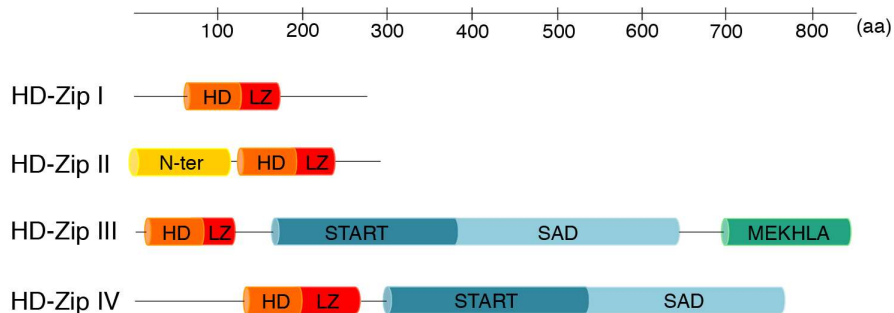 100 200 300 400 500 600 700 800 (aa)
HD-Zip I HD LZ
HD-Zip II N-ter HD LZ
HD-Zip III HD LZ START SAD MEKHLA
HD-Zip IV HD LZ START SAD